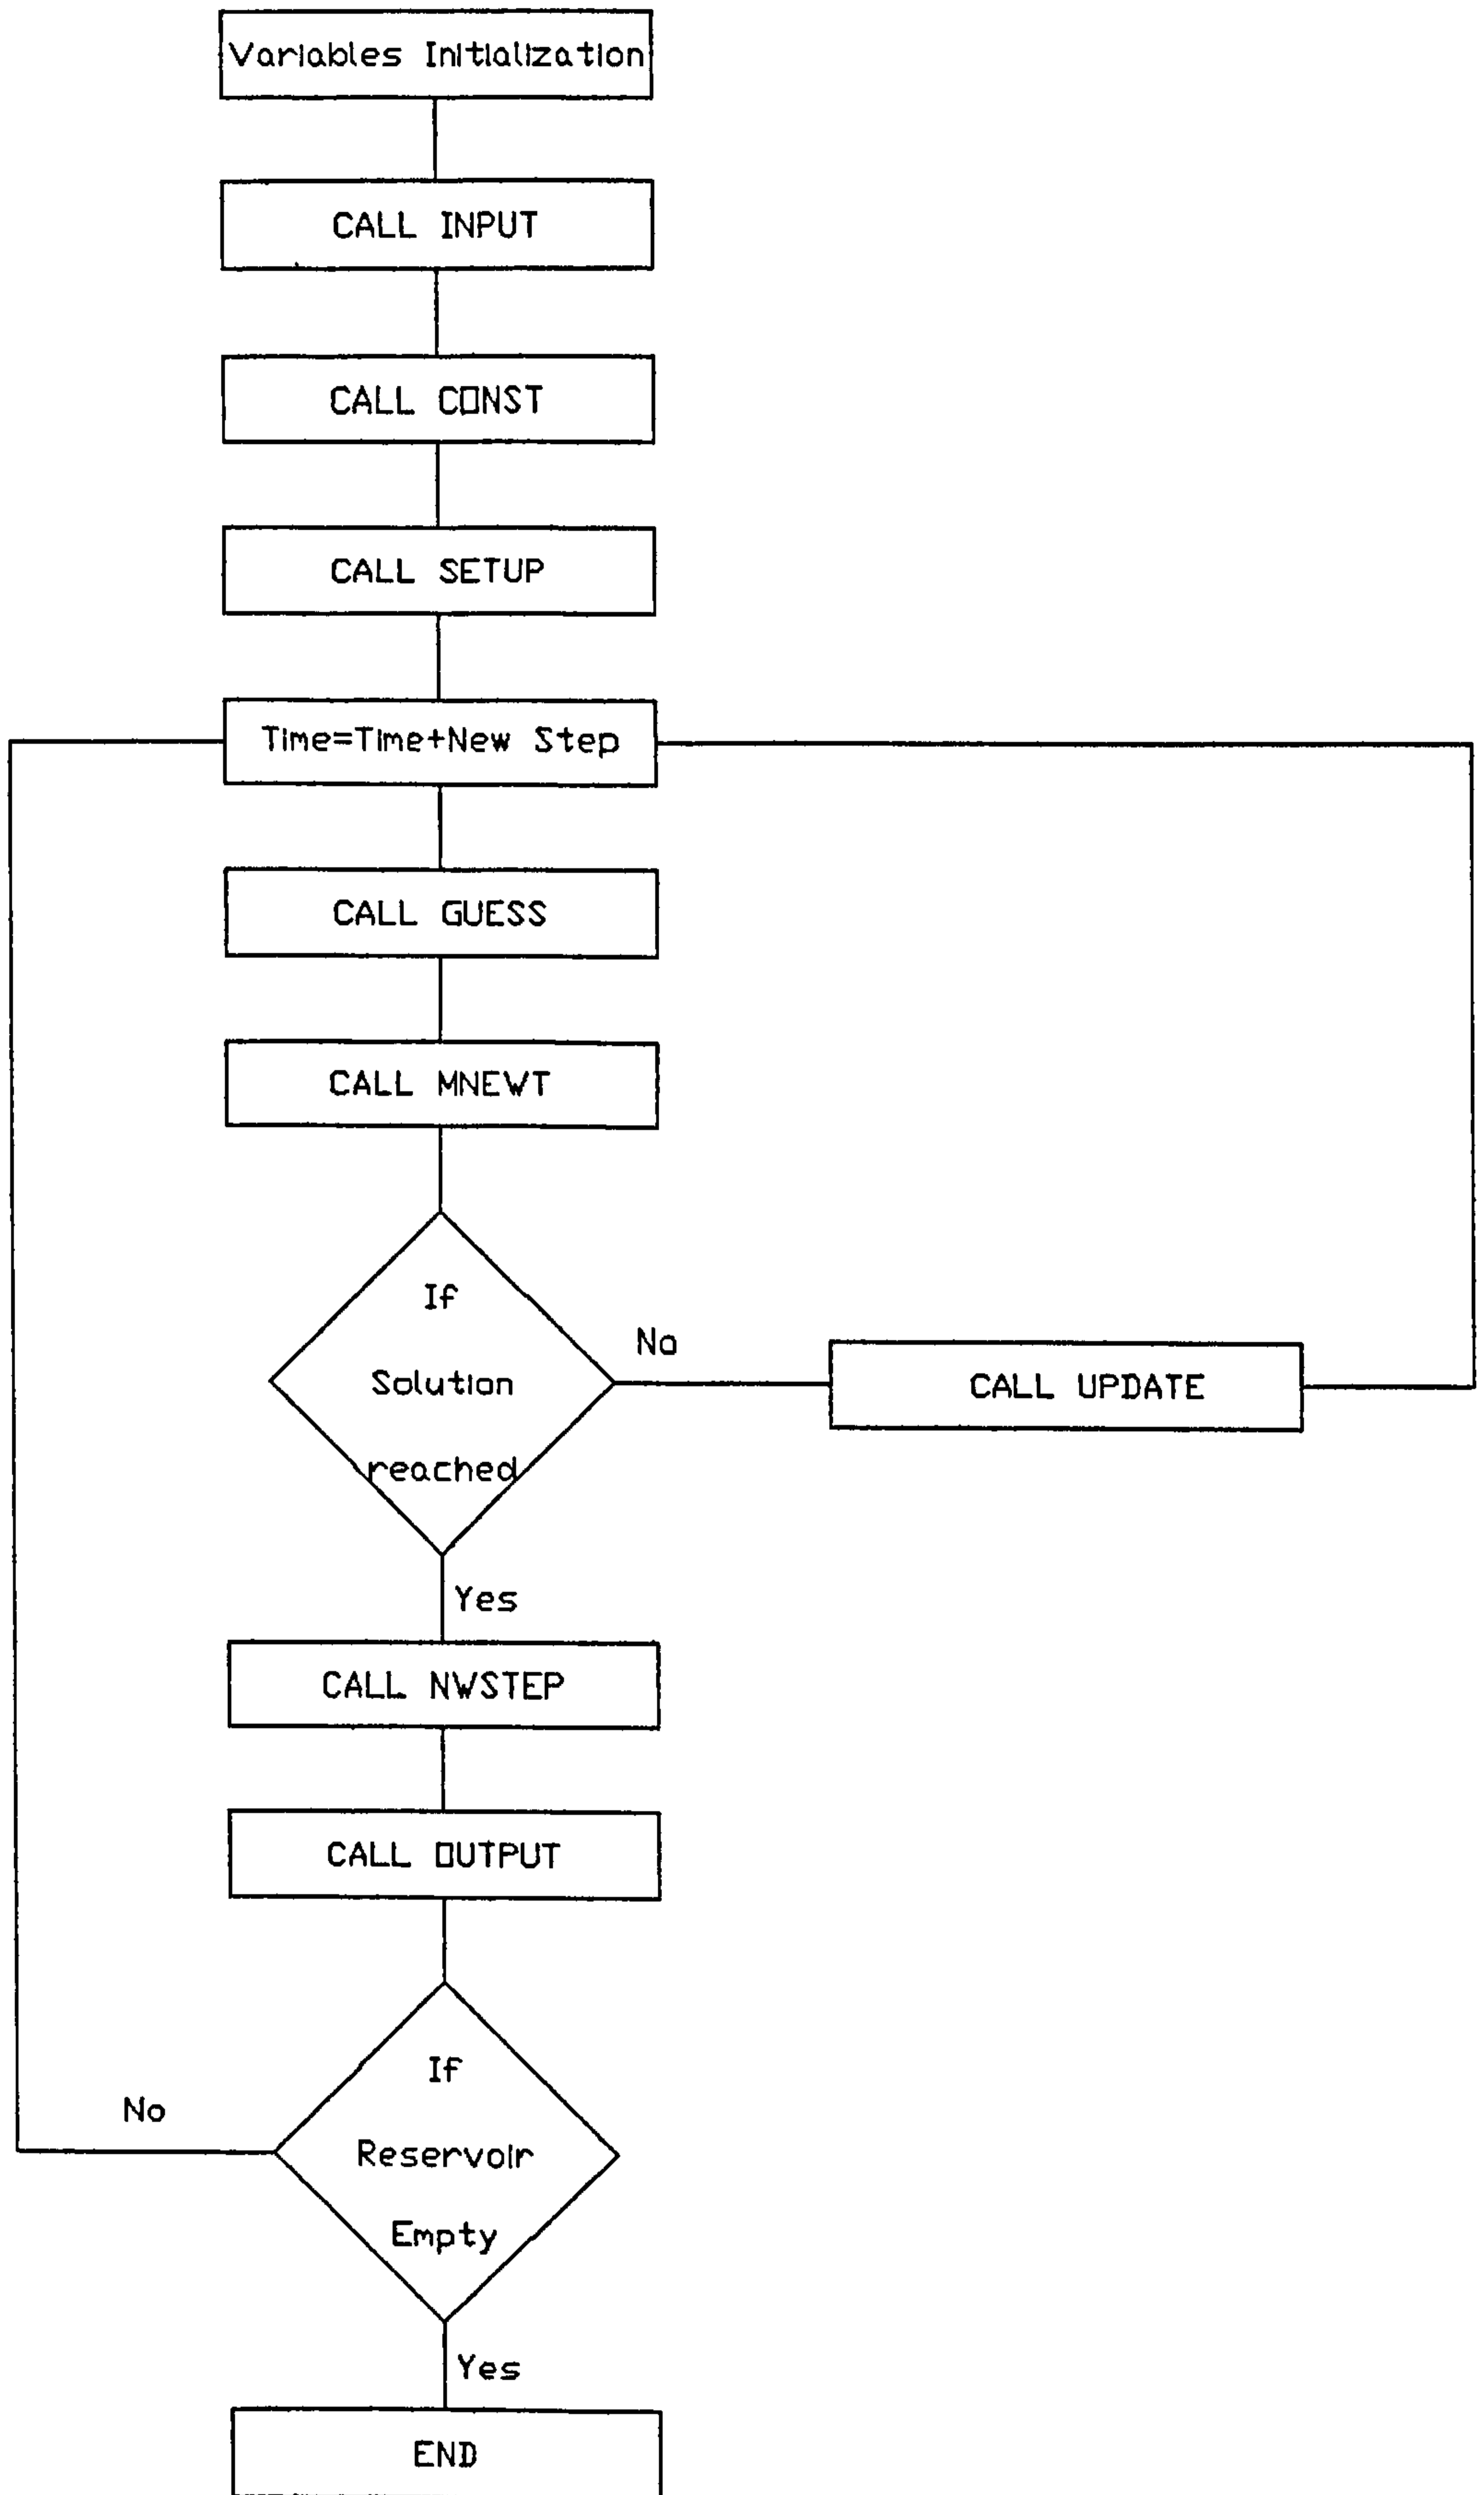 Variables Initialization
CALL INPUT
CALL CONST
CALL SETUP
Time=Time+New Step
CALL GUESS
CALL MNEWT
If
Solution
reached
No
CALL UPDATE
Yes
CALL NWSTEP
CALL OUTPUT
If
Reservoir
Empty
No
Yes
END